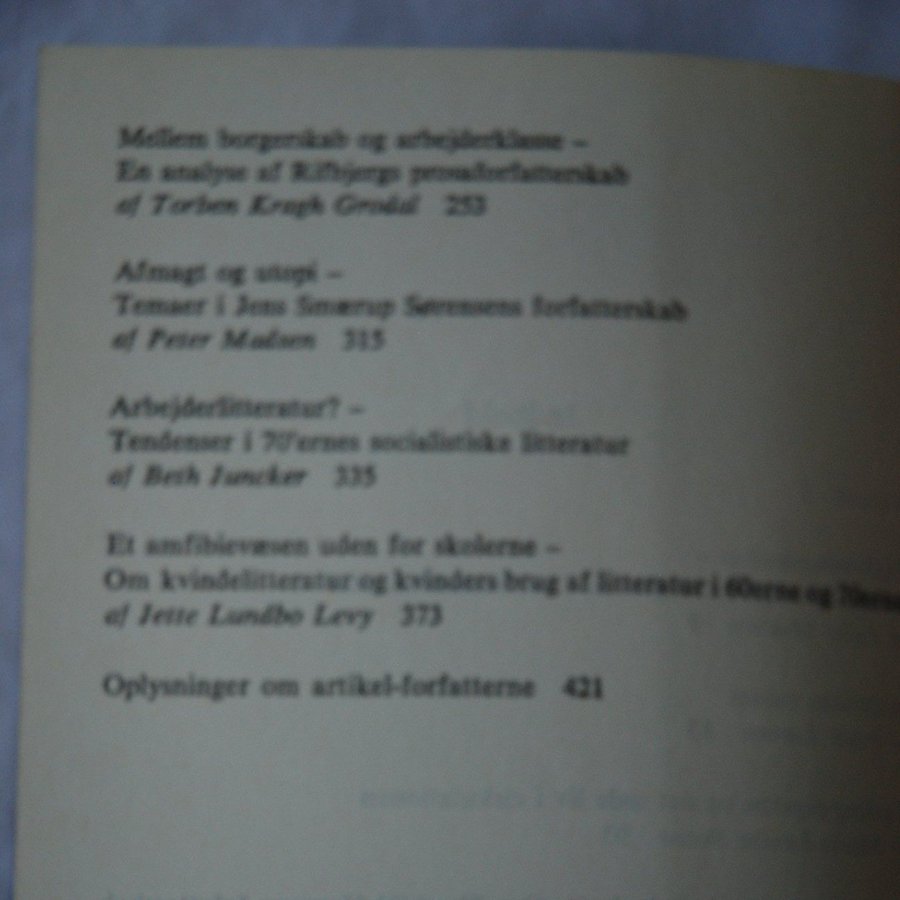 Mellem borgerskab og arbejderklasse –
En analyse af Rifbjergs prosaforfatterskab
af Torben Kragh Grodal 253
Afmagt og utopi –
Temaer i Jens Smærup Sørensens forfatterskab
af Peter Madsen 315
Arbejderlitteratur? –
Tendenser i 70'ernes socialistiske litteratur
af Beth Juncker 335
Et amfibievæsen uden for skolerne –
Om kvindelitteratur og kvinders brug af litteratur i 60erne og 70erne
af Jette Lundbo Levy 373
Oplysninger om artikel-forfatterne 421